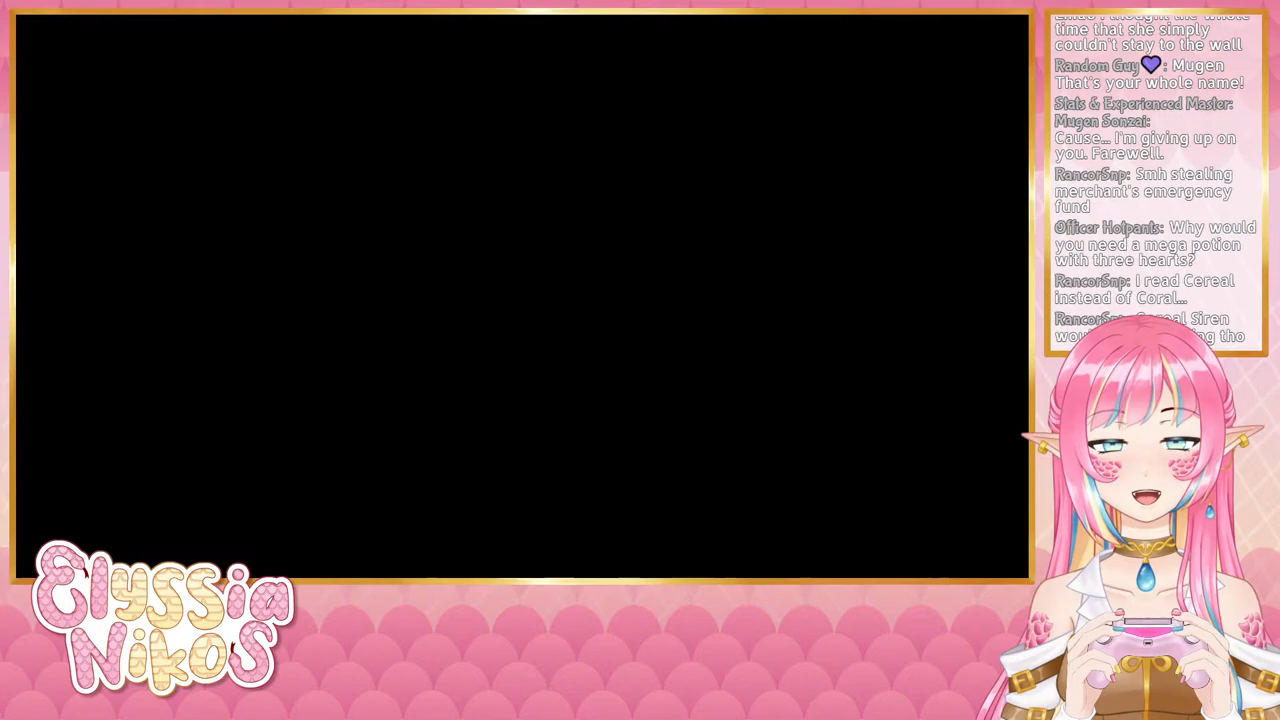 time that she simply
couldn't stay to the wall
Random Guy💜: Mugen
That's your whole name!
Stats & Experienced Master:
Mugen Sonzai:
Cause... I'm giving up on
you. Farewell.
RancorSnp: Smh stealing
merchant's emergency
fund
Officer Hotpants: Why would
you need a mega potion
with three hearts?
RancorSnp: I read Cereal
instead of Coral...
Siren
tho
Elyssia
Nikos